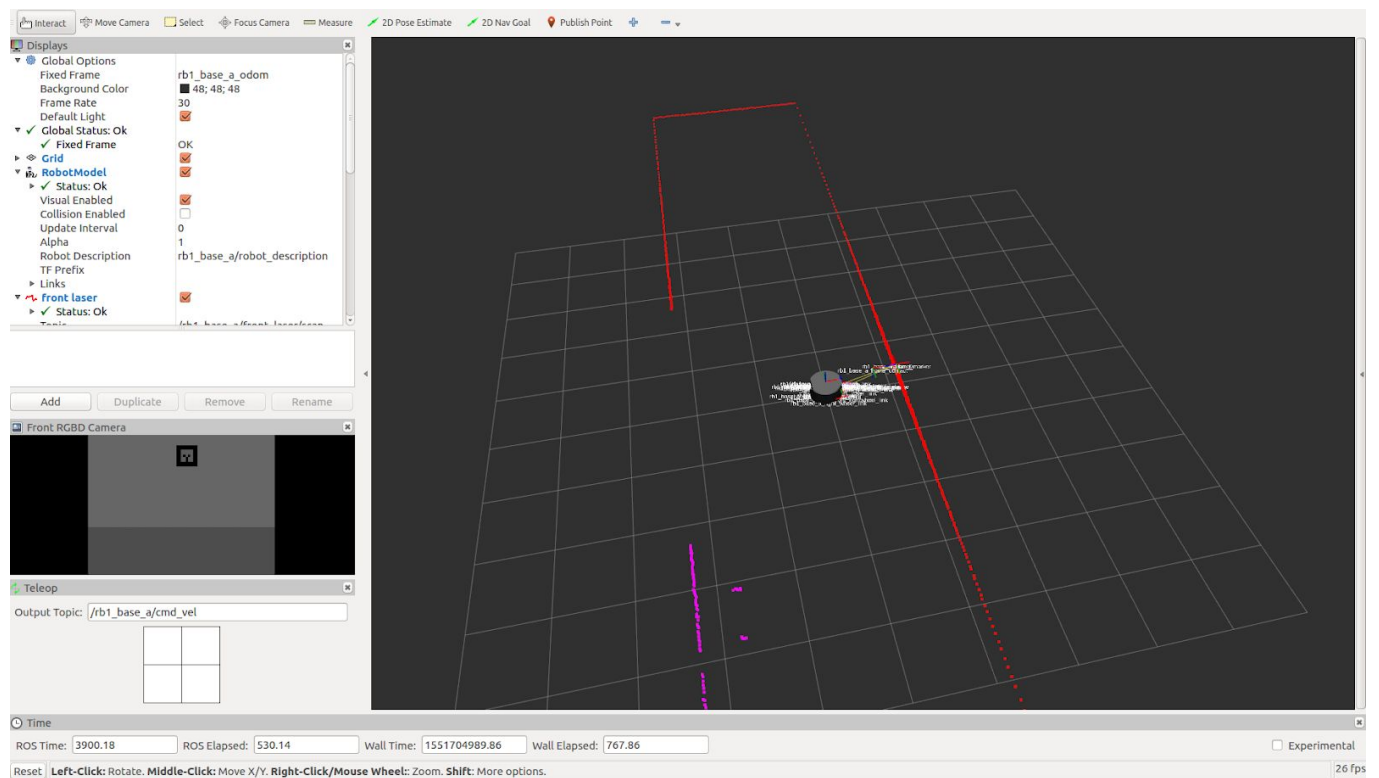 Interact Move Camera Select Focus Camera Measure 2D Pose Estimate 2D Nav Goal Publish Point
Displays
Global Options
Fixed Frame rb1_base_a_odom
Background Color 48; 48; 48
Frame Rate 30
Default Light
Global Status: Ok
Fixed Frame OK
Grid
RobotModel
Status: Ok
Visual Enabled
Collision Enabled
Update Interval 0
Alpha 1
Robot Description rb1_base_a/robot_description
TF Prefix
Links
front laser
Status: Ok
Topic /rb1_base_a/front_laser/scan
Add Duplicate Remove Rename
Front RGBD Camera
Teleop
Output Topic: /rb1_base_a/cmd_vel
Time
ROS Time: 3900.18 ROS Elapsed: 530.14 Wall Time: 1551704989.86 Wall Elapsed: 767.86 Experimental
Reset Left-Click: Rotate. Middle-Click: Move X/Y. Right-Click/Mouse Wheel:: Zoom. Shift: More options. 26 fps